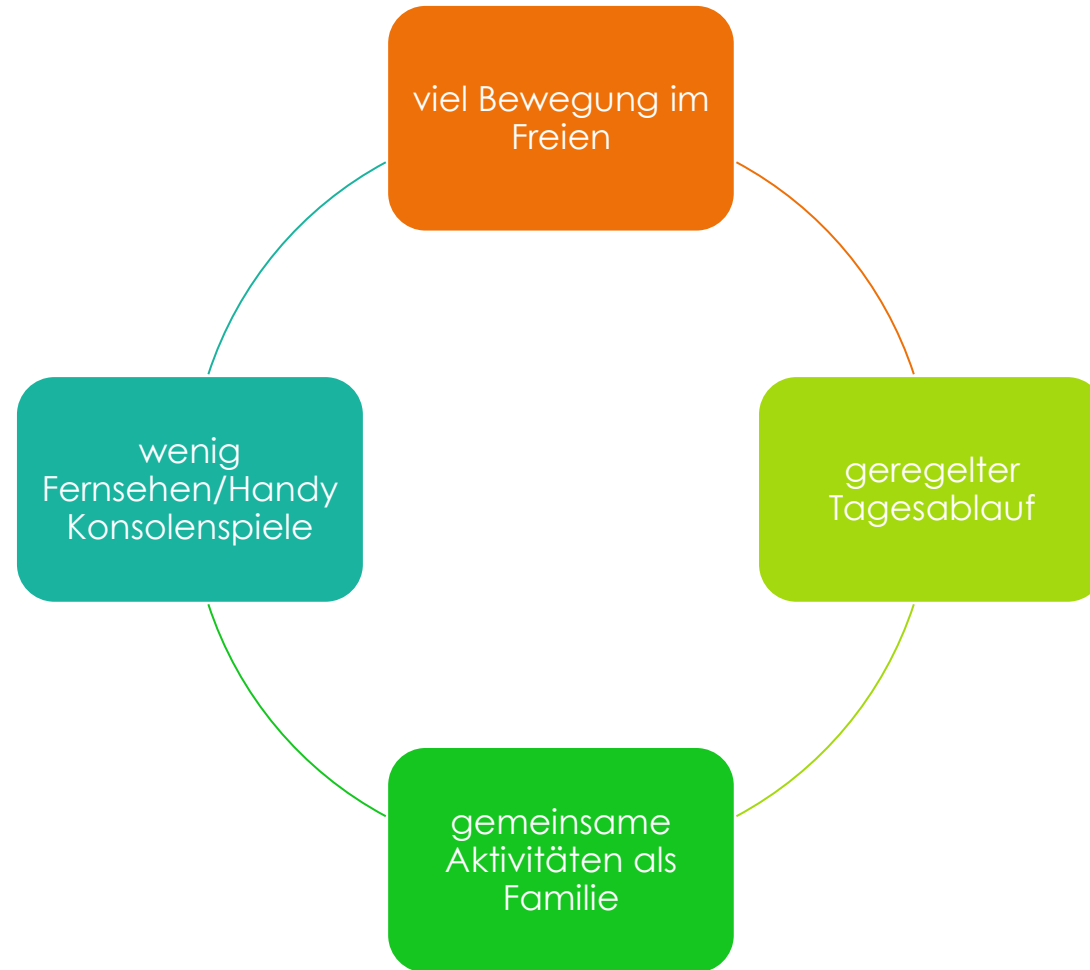 viel Bewegung im
Freien
geregelter
Tagesablauf
gemeinsame
Aktivitäten als
Familie
wenig
Fernsehen/Handy
Konsolenspiele